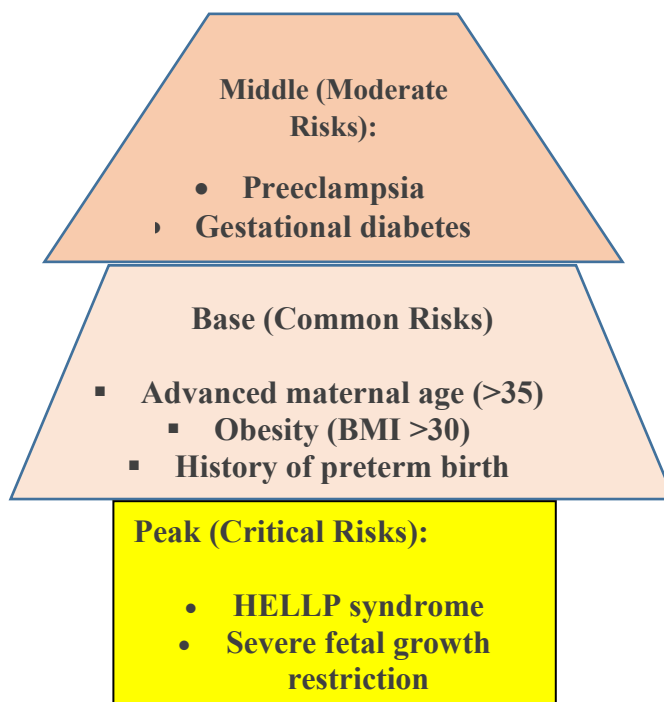 Middle (Moderate
Risks):
• Preeclampsia
• Gestational diabetes
Base (Common Risks)
▪ Advanced maternal age (>35)
▪ Obesity (BMI >30)
▪ History of preterm birth
Peak (Critical Risks):
• HELLP syndrome
• Severe fetal growth
restriction